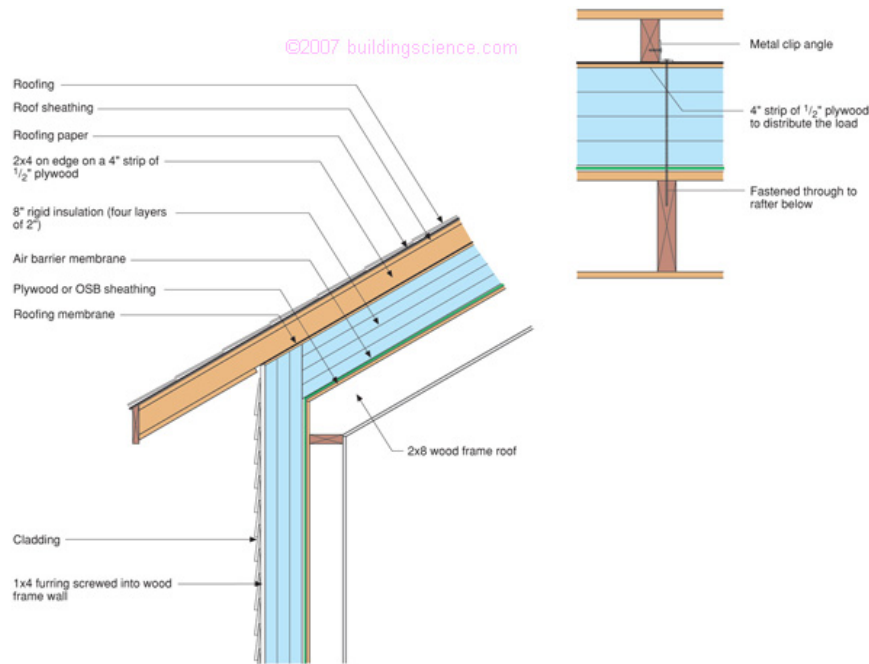 ©2007 buildingscience.com
Roofing
Roof sheathing
Roofing paper
2x4 on edge on a 4" strip of
1/2" plywood
8" rigid insulation (four layers
of 2")
Air barrier membrane
Plywood or OSB sheathing
Roofing membrane
2x8 wood frame roof
Cladding
1x4 furring screwed into wood
frame wall
Metal clip angle
4" strip of 1/2" plywood
to distribute the load
Fastened through to
rafter below